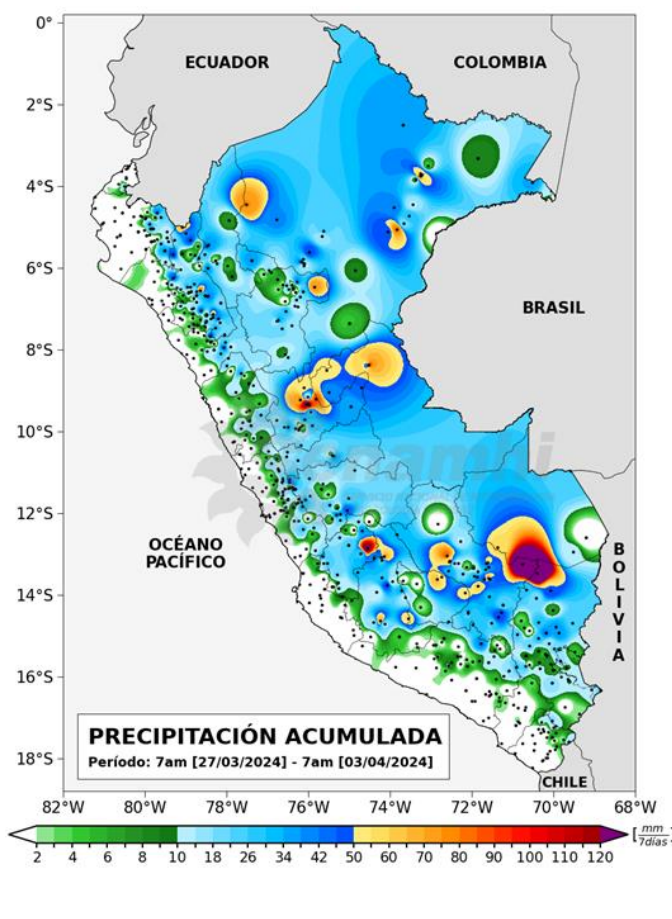 0°
ECUADOR
COLOMBIA
2°S
4°S
6°S
BRASIL
8°S
10°S
senamhi
12°S
OCÉANO
PACÍFICO
BOLIVIA
14°S
16°S
PRECIPITACIÓN ACUMULADA
Período: 7am [27/03/2024] - 7am [03/04/2024]
18°S
CHILE
82°W 80°W 78°W 76°W 74°W 72°W 70°W 68°W
2 4 6 8 10 18 26 34 42 50 60 70 80 90 100 110 120
[mm
7días